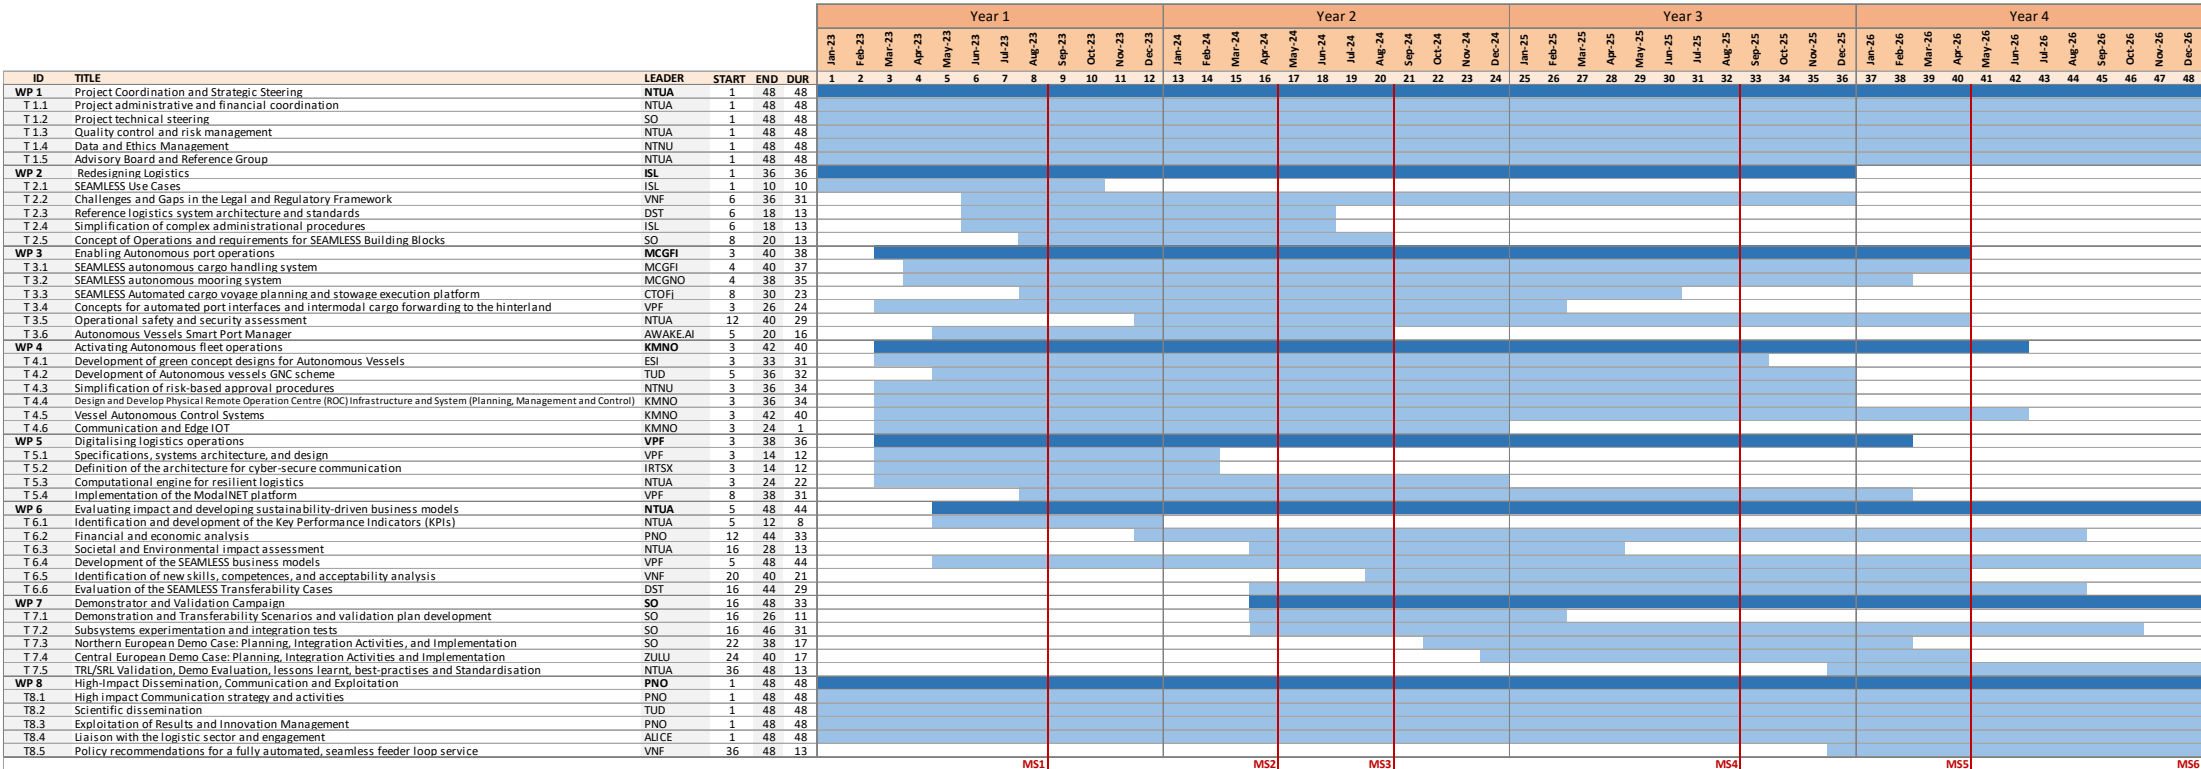 Year 1 Year 2 Year 3 Year 4
Jan-23 Feb-23 Mar-23 Apr-23 May-23 Jun-23 Jul-23 Aug-23 Sep-23 Oct-23 Nov-23 Dec-23 Jan-24 Feb-24 Mar-24 Apr-24 May-24 Jun-24 Jul-24 Aug-24 Sep-24 Oct-24 Nov-24 Dec-24 Jan-25 Feb-25 Mar-25 Apr-25 May-25 Jun-25 Jul-25 Aug-25 Sep-25 Oct-25 Nov-25 Dec-25 Jan-26 Feb-26 Mar-26 Apr-26 May-26 Jun-26 Jul-26 Aug-26 Sep-26 Oct-26 Nov-26 Dec-26
ID TITLE LEADER START END DUR 1 2 3 4 5 6 7 8 9 10 11 12 13 14 15 16 17 18 19 20 21 22 23 24 25 26 27 28 29 30 31 32 33 34 35 36 37 38 39 40 41 42 43 44 45 46 47 48
WP 1 Project Coordination and Strategic Steering NTUA 1 48 48
T 1.1 Project administrative and financial coordination NTUA 1 48 48
T 1.2 Project technical steering SO 1 48 48
T 1.3 Quality control and risk management NTUA 1 48 48
T 1.4 Data and Ethics Management NTNU 1 48 48
T 1.5 Advisory Board and Reference Group NTUA 1 48 48
WP 2 Redesigning Logistics ISL 1 36 36
T 2.1 SEAMLESS Use Cases ISL 1 10 10
T 2.2 Challenges and Gaps in the Legal and Regulatory Framework VNF 6 36 31
T 2.3 Reference logistics system architecture and standards DST 6 18 13
T 2.4 Simplification of complex administrational procedures ISL 6 18 13
T 2.5 Concept of Operations and requirements for SEAMLESS Building Blocks SO 8 20 13
WP 3 Enabling Autonomous port operations MCGFI 3 40 38
T 3.1 SEAMLESS autonomous cargo handling system MCGFI 4 40 37
T 3.2 SEAMLESS autonomous mooring system MCGNO 4 38 35
T 3.3 SEAMLESS Automated cargo voyage planning and stowage execution platform CTOFj 8 30 23
T 3.4 Concepts for automated port interfaces and intermodal cargo forwarding to the hinterland VPF 3 26 24
T 3.5 Operational safety and security assessment NTUA 12 40 29
T 3.6 Autonomous Vessels Smart Port Manager AWAKE.AI 5 20 16
WP 4 Activating Autonomous fleet operations KMNO 3 42 40
T 4.1 Development of green concept designs for Autonomous Vessels ESI 3 33 31
T 4.2 Development of Autonomous vessels GNC scheme TUD 5 36 32
T 4.3 Simplification of risk-based approval procedures NTNU 3 36 34
T 4.4 Design and Develop Physical Remote Operation Centre (ROC) Infrastructure and System (Planning, Management and Control) KMNO 3 36 34
T 4.5 Vessel Autonomous Control Systems KMNO 3 42 40
T 4.6 Communication and Edge IOT KMNO 3 24 1
WP 5 Digitalising logistics operations VPF 3 38 36
T 5.1 Specifications, systems architecture, and design VPF 3 14 12
T 5.2 Definition of the architecture for cyber-secure communication IRTSX 3 14 12
T 5.3 Computational engine for resilient logistics NTUA 3 24 22
T 5.4 Implementation of the ModalNET platform VPF 8 38 31
WP 6 Evaluating impact and developing sustainability-driven business models NTUA 5 48 44
T 6.1 Identification and development of the Key Performance Indicators (KPIs) NTUA 5 12 8
T 6.2 Financial and economic analysis PNO 12 44 33
T 6.3 Societal and Environmental impact assessment NTUA 16 28 13
T 6.4 Development of the SEAMLESS business models VPF 5 48 44
T 6.5 Identification of new skills, competences, and acceptability analysis VNF 20 40 21
T 6.6 Evaluation of the SEAMLESS Transferability Cases DST 16 44 29
WP 7 Demonstrator and Validation Campaign SO 16 48 33
T 7.1 Demonstration and Transferability Scenarios and validation plan development SO 16 26 11
T 7.2 Subsystems experimentation and integration tests SO 16 46 31
T 7.3 Northern European Demo Case: Planning, Integration Activities, and Implementation SO 22 38 17
T 7.4 Central European Demo Case: Planning, Integration Activities and Implementation ZULU 24 40 17
T 7.5 TRL/SRL Validation, Demo Evaluation, lessons learnt, best-practises and Standardisation NTUA 36 48 13
WP 8 High-Impact Dissemination, Communication and Exploitation PNO 1 48 48
T8.1 High impact Communication strategy and activities PNO 1 48 48
T8.2 Scientific dissemination TUD 1 48 48
T8.3 Exploitation of Results and Innovation Management PNO 1 48 48
T8.4 Liaison with the logistic sector and engagement ALICE 1 48 48
T8.5 Policy recommendations for a fully automated, seamless feeder loop service VNF 36 48 13
MS1 MS2 MS3 MS4 MS5 MS6